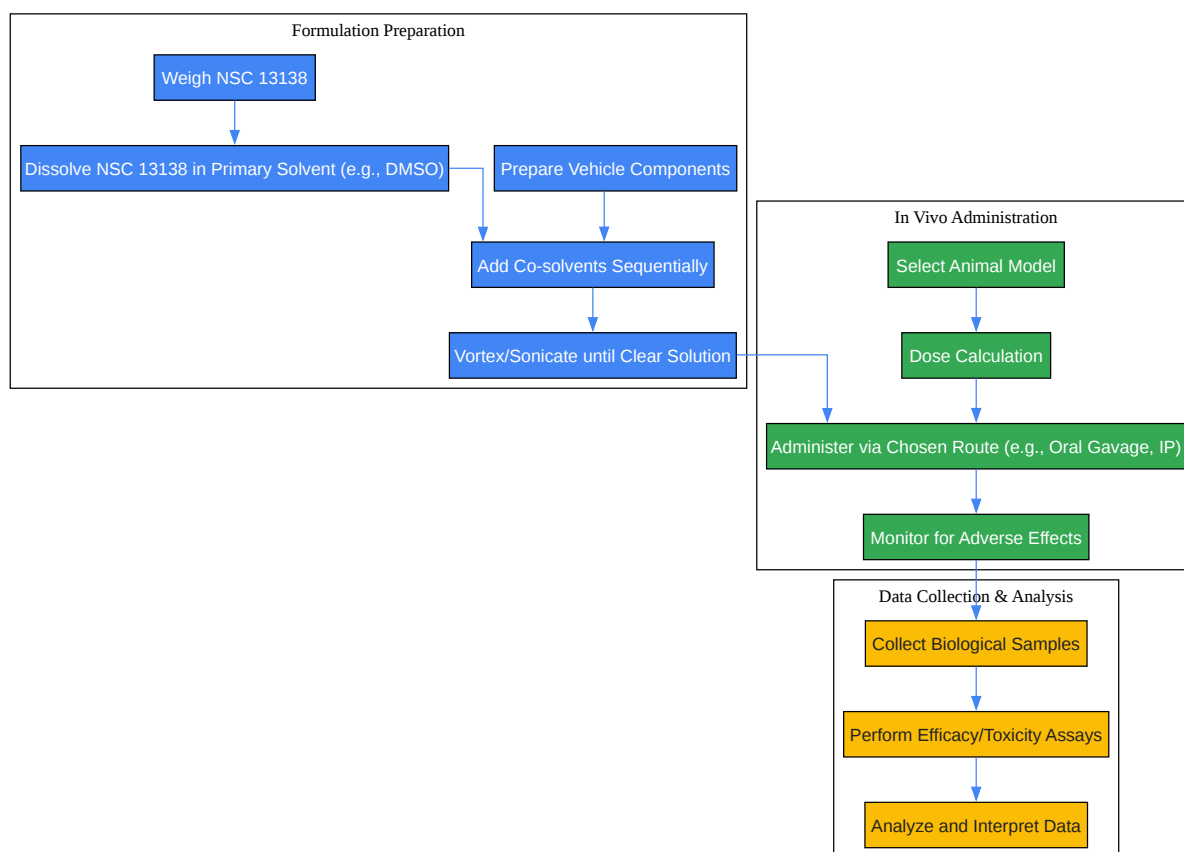 Formulation Preparation
Weigh NSC 13138
Dissolve NSC 13138 in Primary Solvent (e.g., DMSO)
Prepare Vehicle Components
Add Co-solvents Sequentially
Vortex/Sonicate until Clear Solution
In Vivo Administration
Select Animal Model
Dose Calculation
Administer via Chosen Route (e.g., Oral Gavage, IP)
Monitor for Adverse Effects
Data Collection & Analysis
Collect Biological Samples
Perform Efficacy/Toxicity Assays
Analyze and Interpret Data